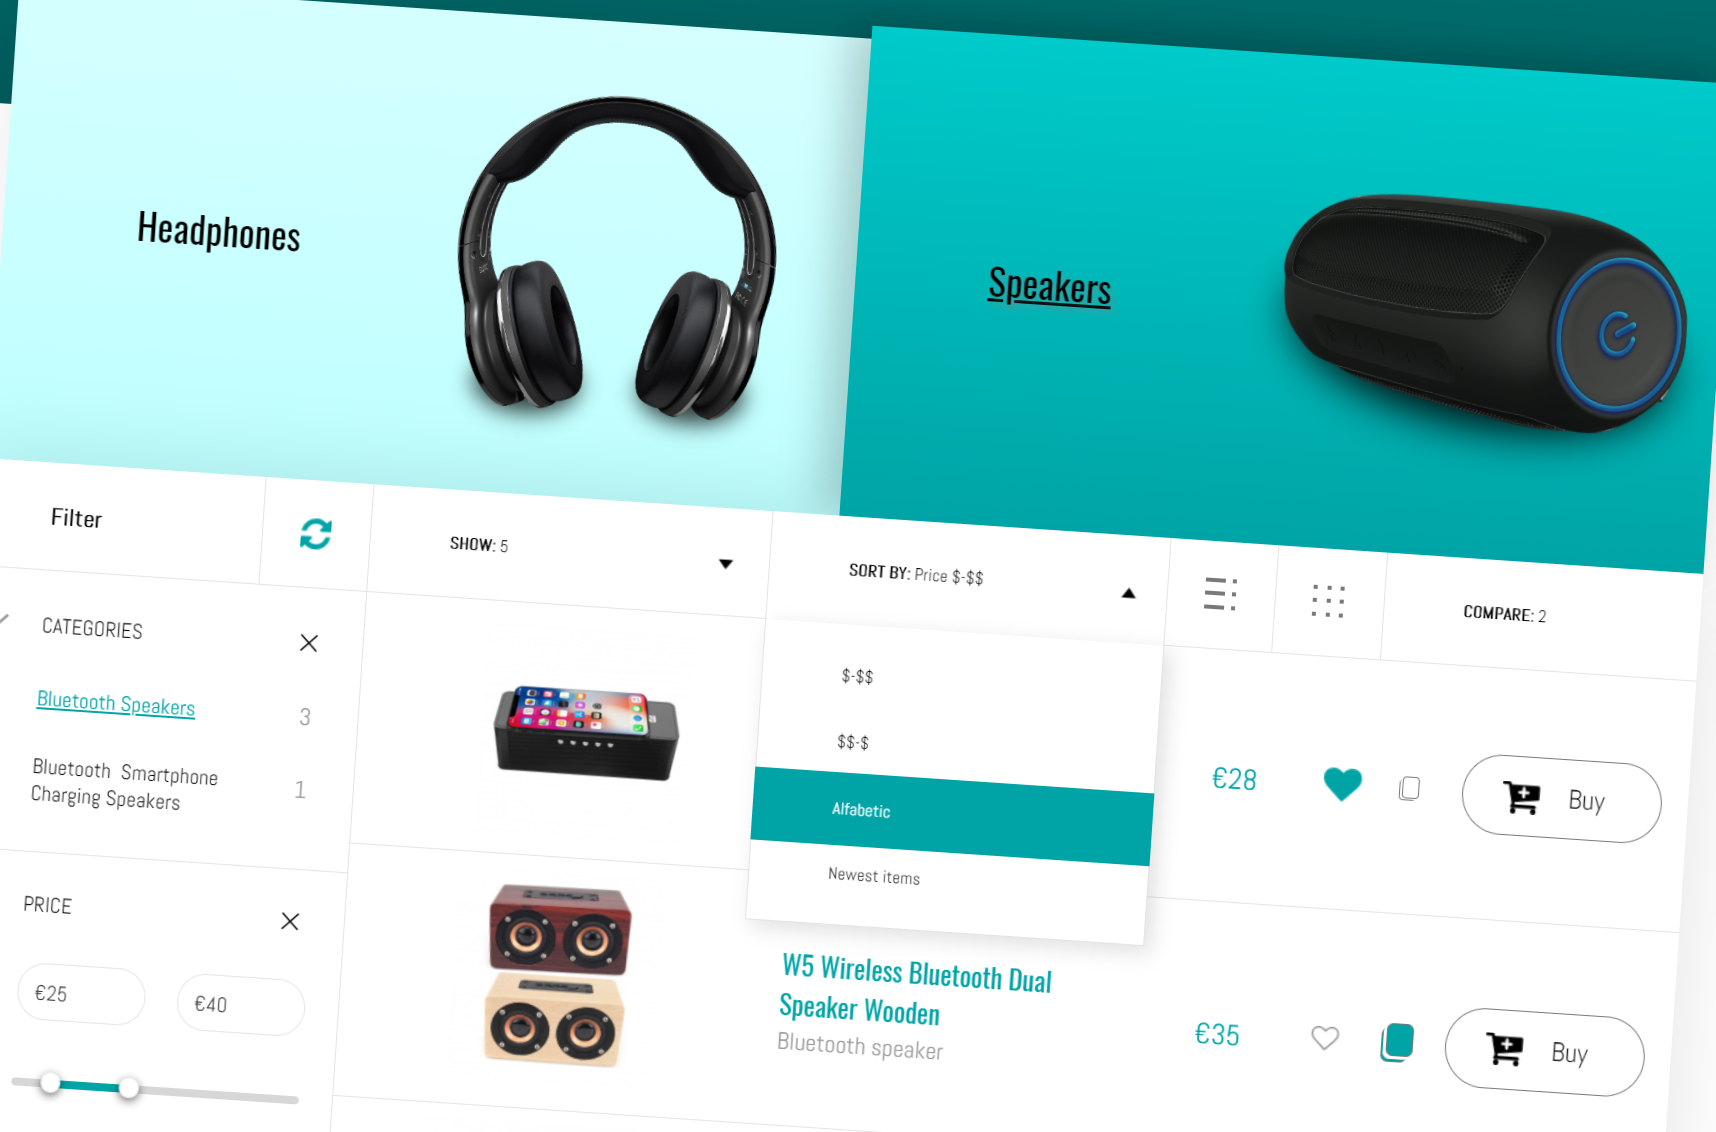 Headphones
Speakers
Filter
SHOW: 5
SORT BY: Price $-$$
COMPARE: 2
CATEGORIES
Bluetooth Speakers
3
Bluetooth Smartphone
Charging Speakers
1
PRICE
€25
€40
$-$$
$$-$
Alfabetic
Newest items
€28
Buy
W5 Wireless Bluetooth Dual
Speaker Wooden
Bluetooth speaker
€35
Buy